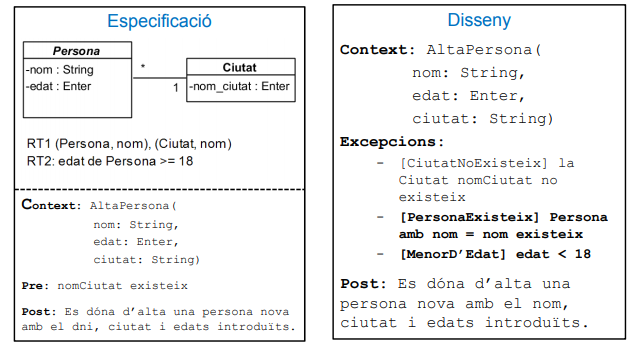 Especificació
Persona
-nom : String
-edat : Enter
*
1
Ciutat
-nom_ciutat : Enter
RT1 (Persona, nom), (Ciutat, nom)
RT2: edat de Persona >= 18
Context: AltaPersona(
nom: String,
edat: Enter,
ciutat: String)
Pre: nomCiutat existeix
Post: Es dóna d'alta una persona nova
amb el dni, ciutat i edats introduïts.
Disseny
Context: AltaPersona(
nom: String,
edat: Enter,
ciutat: String)
Excepcions:
- [CiutatNoExisteix] la
Ciutat nomCiutat no
existeix
- [PersonaExisteix] Persona
amb nom = nom existeix
- [MenorD'Edat] edat < 18
Post: Es dóna d'alta una
persona nova amb el nom,
ciutat i edats introduïts.